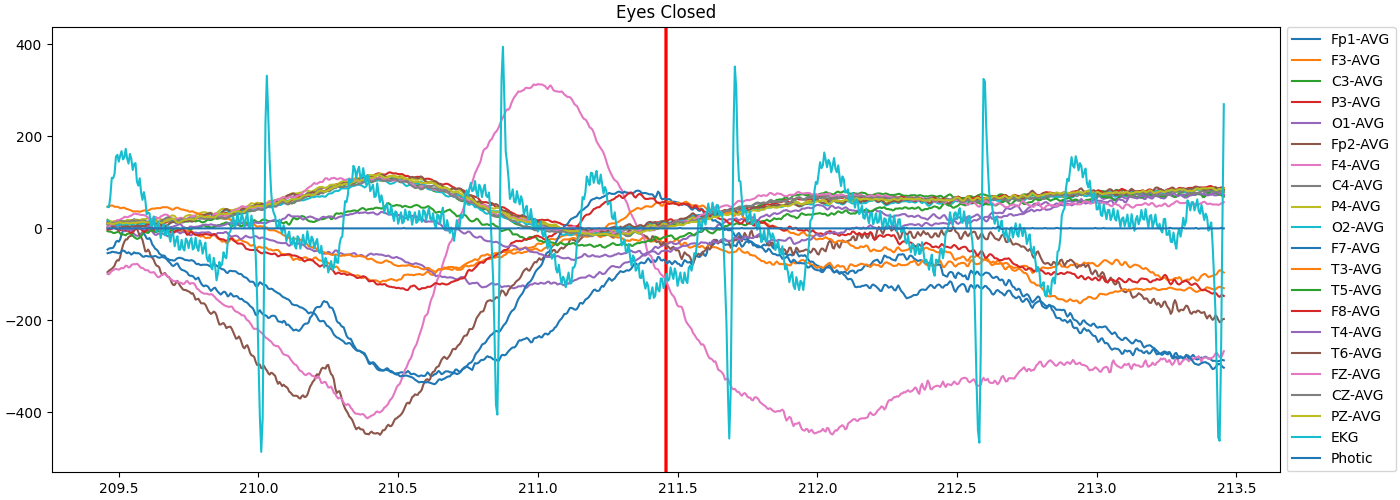 Eyes Closed
400
200
0
−200
−400
209.5
210.0
210.5
211.0
211.5
212.0
212.5
213.0
213.5
Fp1-AVG
F3-AVG
C3-AVG
P3-AVG
O1-AVG
Fp2-AVG
F4-AVG
C4-AVG
P4-AVG
O2-AVG
F7-AVG
T3-AVG
T5-AVG
F8-AVG
T4-AVG
T6-AVG
FZ-AVG
CZ-AVG
PZ-AVG
EKG
Photic